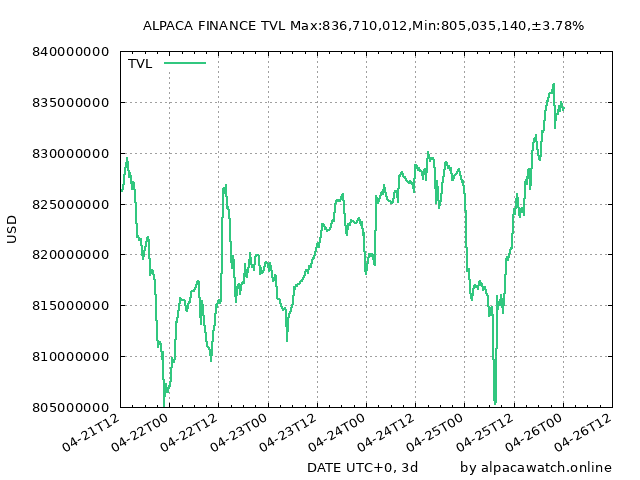 ALPACA FINANCE TVL Max:836,710,012,Min:805,035,140,±3.78%
840000000
TVL
835000000
830000000
825000000
820000000
815000000
810000000
805000000
USD
04-21T12
04-22T00
04-22T12
04-23T00
04-23T12
04-24T00
04-24T12
04-25T00
04-25T12
04-26T00
04-26T12
DATE UTC+0, 3d
by alpacawatch.online